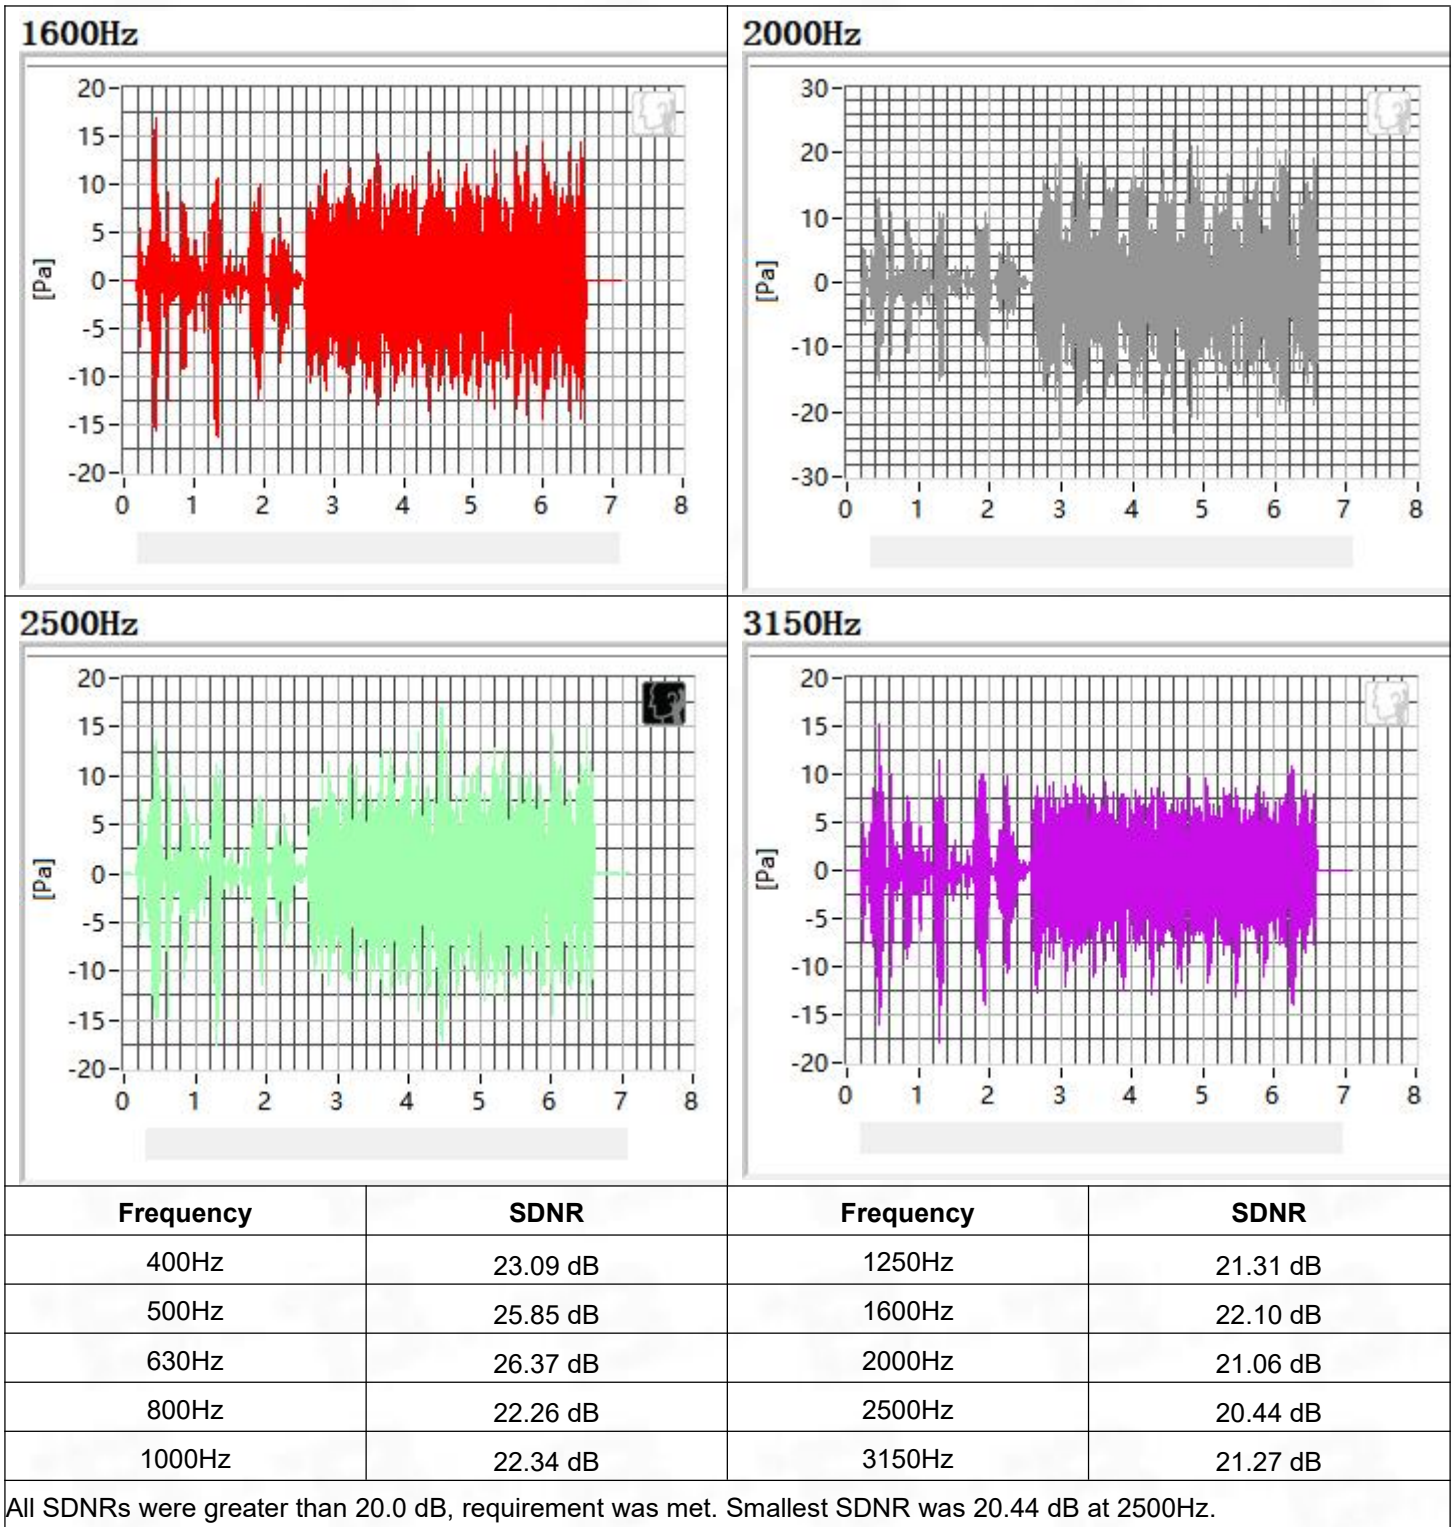 1600Hz
20
15
10
5
0
-5
-10
-15
-20
[Pa]
0 1 2 3 4 5 6 7 8
2000Hz
30
20
10
0
-10
-20
-30
[Pa]
0 1 2 3 4 5 6 7 8
2500Hz
20
15
10
5
0
-5
-10
-15
-20
[Pa]
0 1 2 3 4 5 6 7 8
3150Hz
20
15
10
5
0
-5
-10
-15
-20
[Pa]
0 1 2 3 4 5 6 7 8
Frequency SDNR Frequency SDNR
400Hz 23.09 dB 1250Hz 21.31 dB
500Hz 25.85 dB 1600Hz 22.10 dB
630Hz 26.37 dB 2000Hz 21.06 dB
800Hz 22.26 dB 2500Hz 20.44 dB
1000Hz 22.34 dB 3150Hz 21.27 dB
All SDNRs were greater than 20.0 dB, requirement was met. Smallest SDNR was 20.44 dB at 2500Hz.